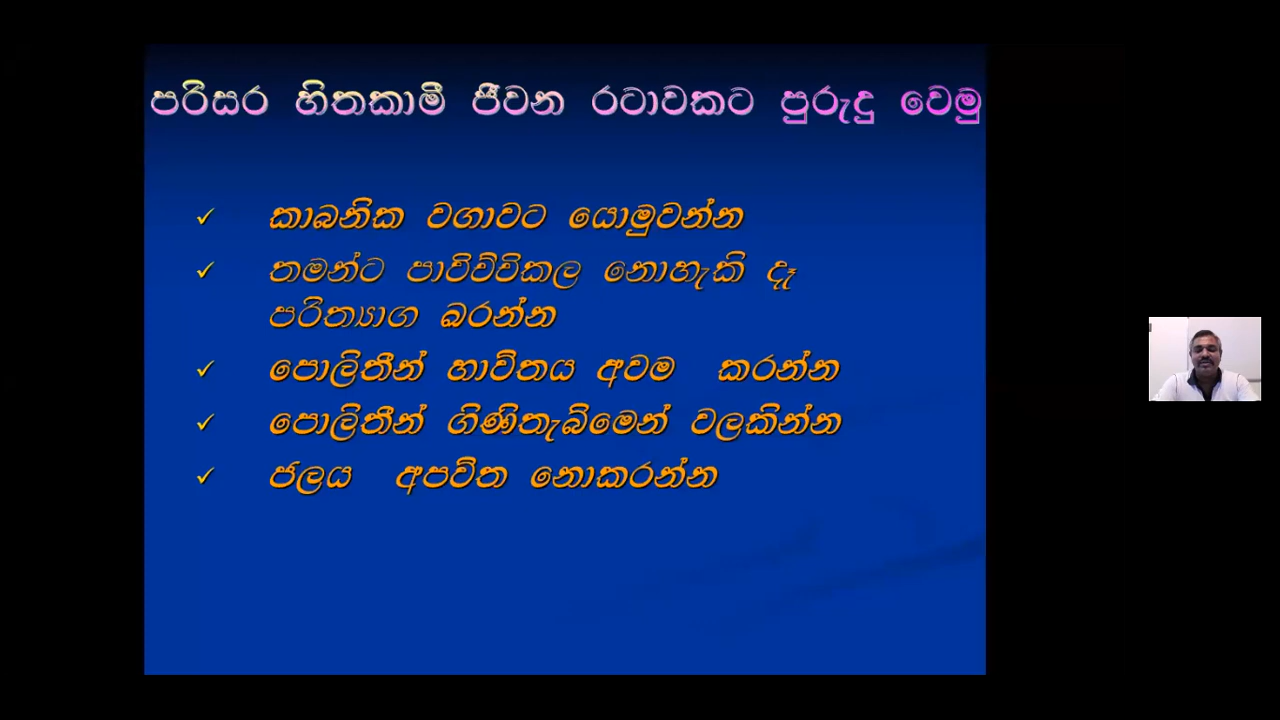 පරිසර හිතකාමී ජීවන රටාවකට පුරුදු වෙමු
කාබනික වගාවට යොමුවන්න
තමන්ට පාවිච්චිකල නොහැකි දෑ
පරිත්‍යාග ඛරන්න
පොලිතීන් භාවිතය අවම කරන්න
පොලිතීන් ගිණිතැබිමෙන් වලකින්න
ජලය අපවිත නොකරන්න